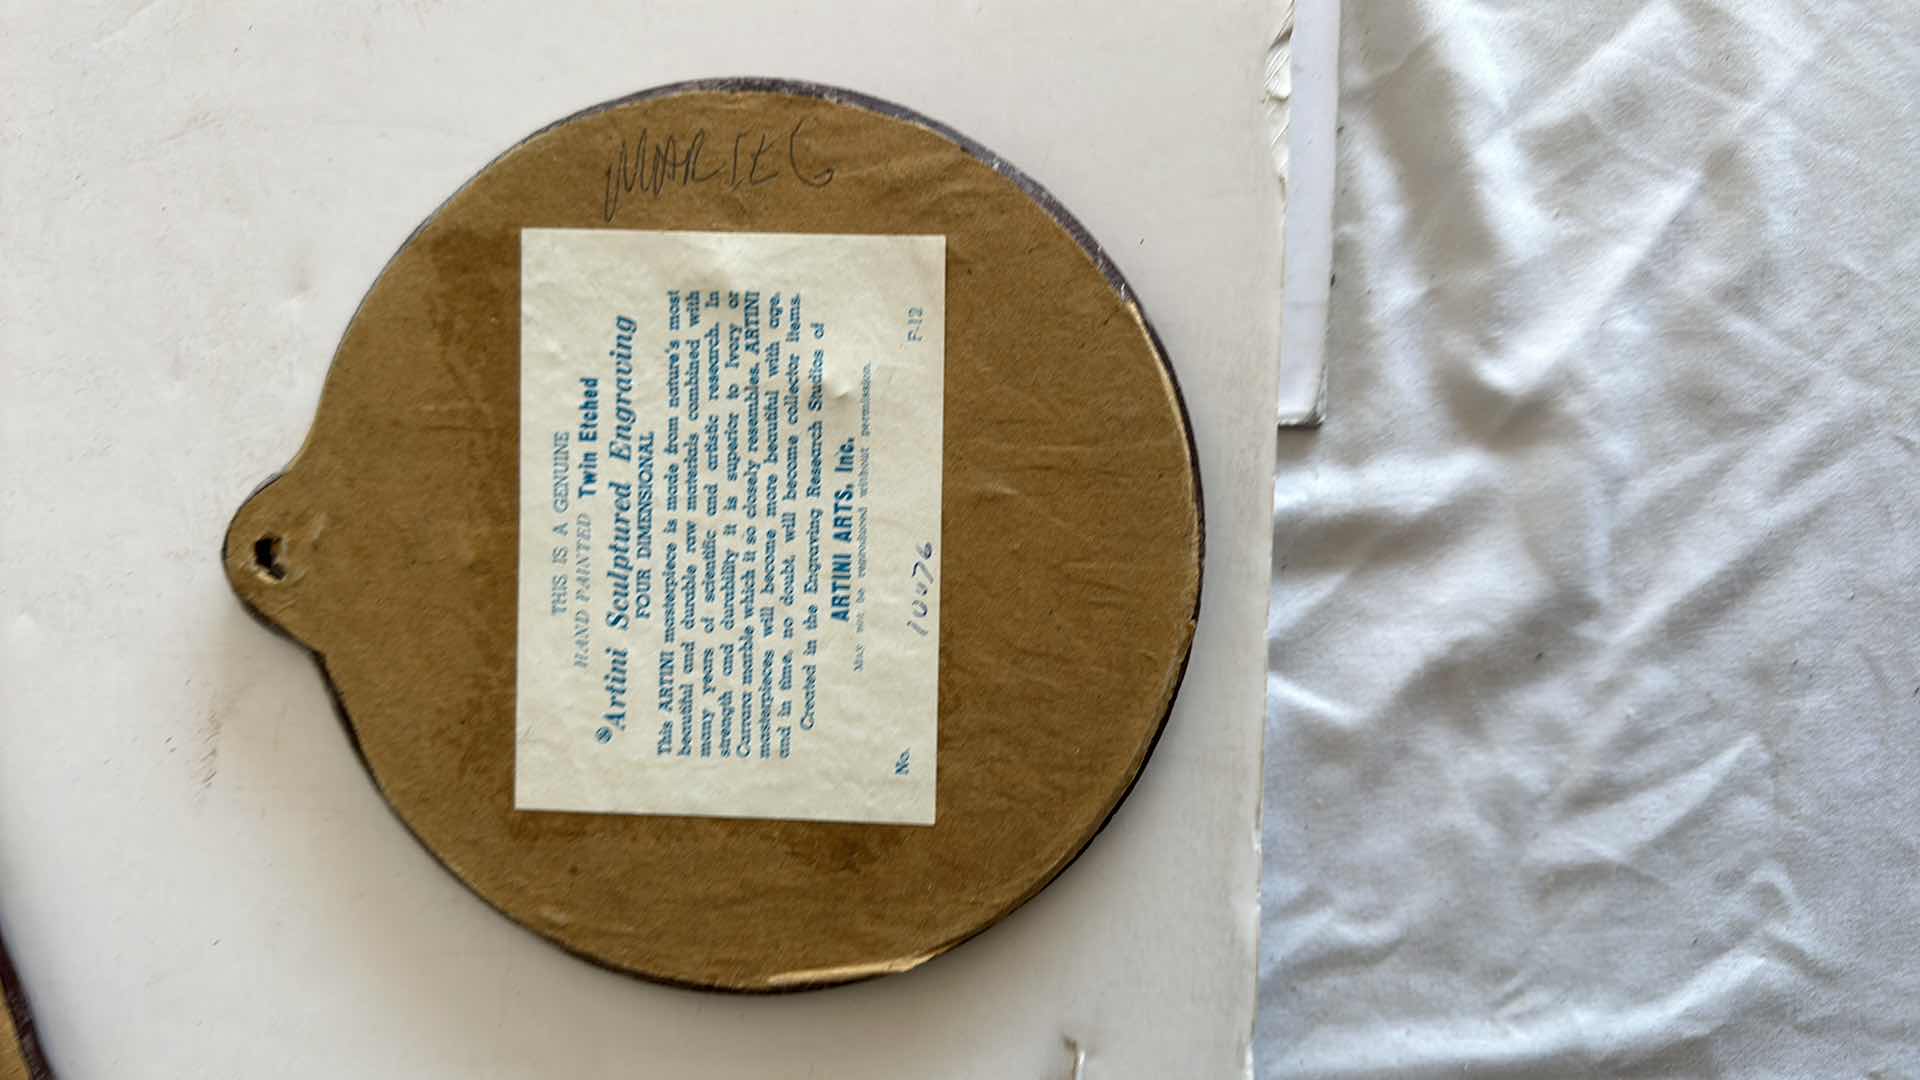 THIS IS A GENUINE
HAND PAINTED Twin Etched
®Artini Sculptured Engraving
FOUR DIMENSIONAL
This ARTINI masterpiece is made from nature's most
beautiful and durable raw materials combined with
many years of scientific and artistic research. In
strength and durability it is superior to Ivory or
Carrara marble which it so closely resembles. ARTINI
masterpieces will become more beautiful with age,
and in time, no doubt, will become collector items.
Created in the Engraving Research Studios of
ARTINI ARTS, Inc.
May not be reproduced without permission.
No. F-12